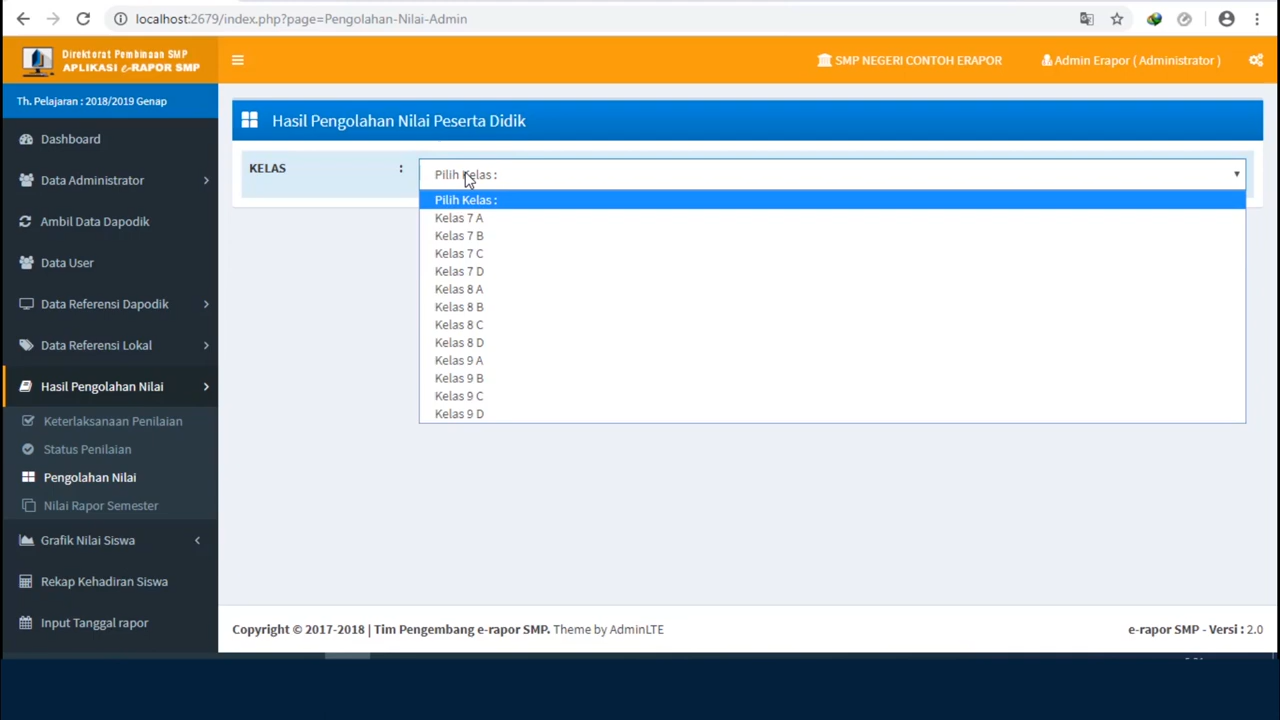 localhost:2679/index.php?page=Pengolahan-Nilai-Admin
Direktorat Pembinaan SMP
APLIKASI e-RAPOR SMP
SMP NEGERI CONTOH ERAPOR
Admin Erapor ( Administrator )
Th. Pelajaran : 2018/2019 Genap
Dashboard
Data Administrator
Ambil Data Dapodik
Data User
Data Referensi Dapodik
Data Referensi Lokal
Hasil Pengolahan Nilai
Keterlaksanaan Penilaian
Status Penilaian
Pengolahan Nilai
Nilai Rapor Semester
Grafik Nilai Siswa
Rekap Kehadiran Siswa
Input Tanggal rapor
Hasil Pengolahan Nilai Peserta Didik
KELAS :
Pilih Kelas :
Pilih Kelas :
Kelas 7 A
Kelas 7 B
Kelas 7 C
Kelas 7 D
Kelas 8 A
Kelas 8 B
Kelas 8 C
Kelas 8 D
Kelas 9 A
Kelas 9 B
Kelas 9 C
Kelas 9 D
Copyright © 2017-2018 | Tim Pengembang e-rapor SMP. Theme by AdminLTE
e-rapor SMP - Versi : 2.0